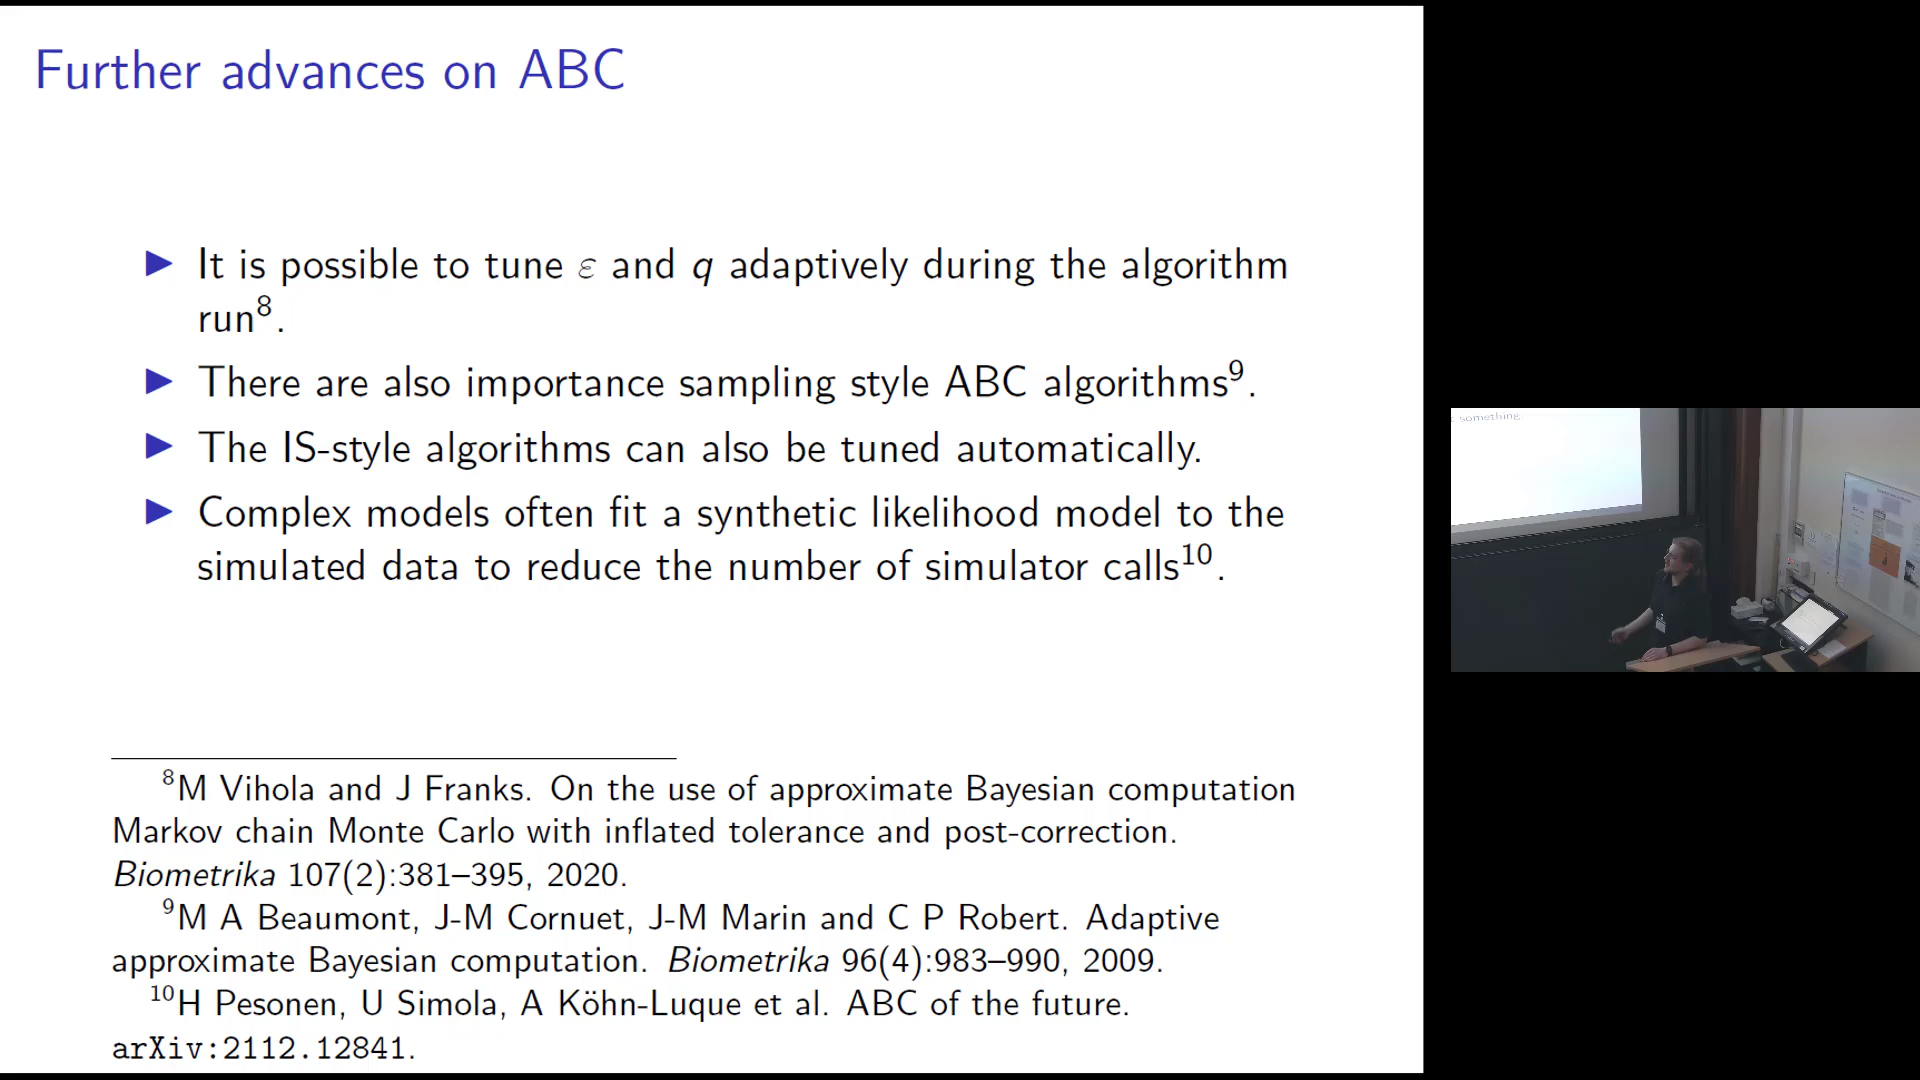 Further advances on ABC
▶ It is possible to tune ε and q adaptively during the algorithm
run⁸.
▶ There are also importance sampling style ABC algorithms⁹.
▶ The IS-style algorithms can also be tuned automatically.
▶ Complex models often fit a synthetic likelihood model to the
simulated data to reduce the number of simulator calls¹⁰.
⁸M Vihola and J Franks. On the use of approximate Bayesian computation
Markov chain Monte Carlo with inflated tolerance and post-correction.
Biometrika 107(2):381–395, 2020.
⁹M A Beaumont, J-M Cornuet, J-M Marin and C P Robert. Adaptive
approximate Bayesian computation. Biometrika 96(4):983–990, 2009.
¹⁰H Pesonen, U Simola, A Köhn-Luque et al. ABC of the future.
arXiv:2112.12841.
something